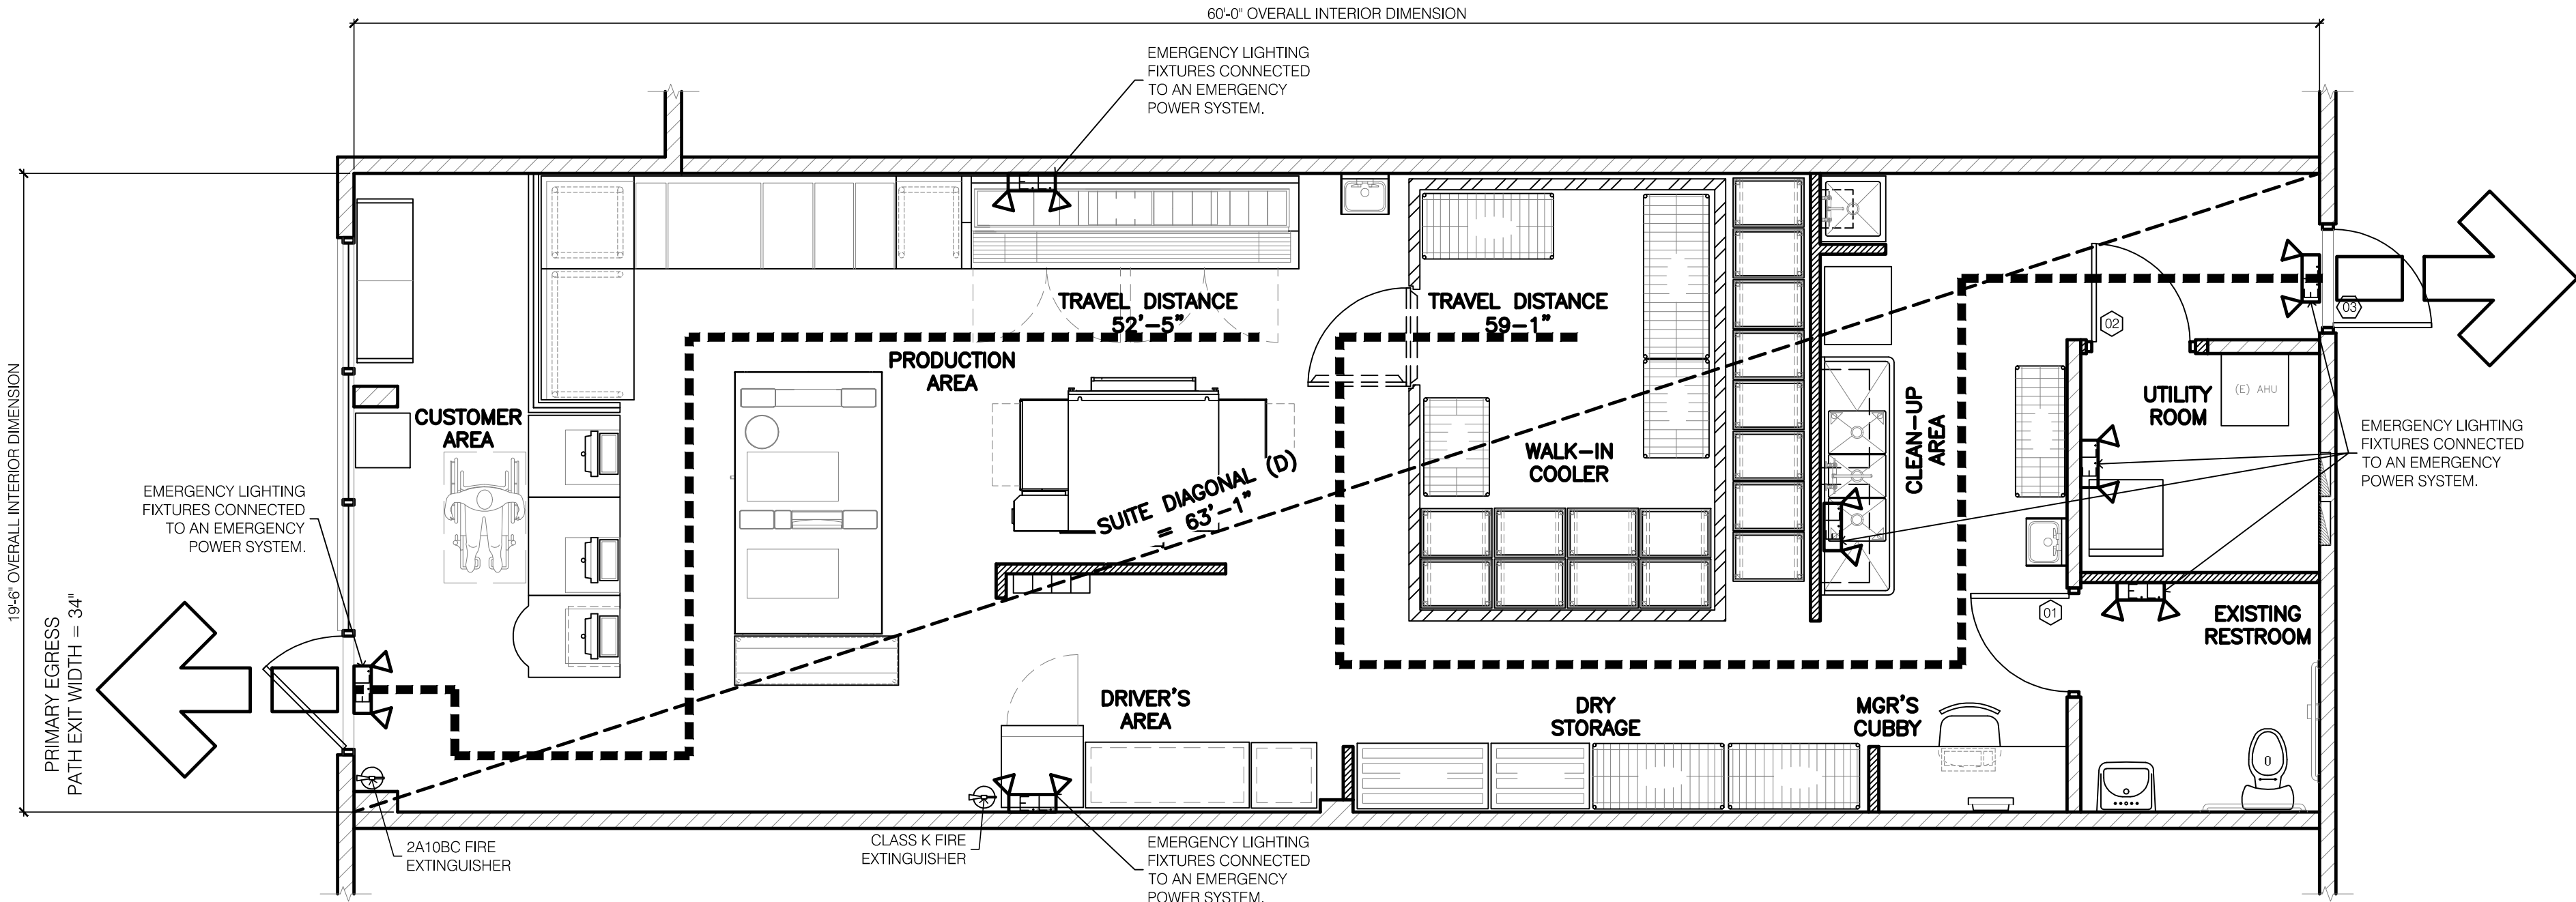 60'-0" OVERALL INTERIOR DIMENSION
EMERGENCY LIGHTING
FIXTURES CONNECTED
TO AN EMERGENCY
POWER SYSTEM.
19'-6" OVERALL INTERIOR DIMENSION
TRAVEL DISTANCE
52'-5"
TRAVEL DISTANCE
59-1"
PRODUCTION
AREA
CUSTOMER
AREA
SUITE DIAGONAL (D)
= 63'-1"
WALK-IN
COOLER
CLEAN-UP
AREA
02
03
UTILITY
ROOM
(E) AHU
EMERGENCY LIGHTING
FIXTURES CONNECTED
TO AN EMERGENCY
POWER SYSTEM.
EMERGENCY LIGHTING
FIXTURES CONNECTED
TO AN EMERGENCY
POWER SYSTEM.
PRIMARY EGRESS
PATH EXIT WIDTH = 34"
01
EXISTING
RESTROOM
DRIVER'S
AREA
DRY
STORAGE
MGR'S
CUBBY
0
2A10BC FIRE
EXTINGUISHER
CLASS K FIRE
EXTINGUISHER
EMERGENCY LIGHTING
FIXTURES CONNECTED
TO AN EMERGENCY
POWER SYSTEM.